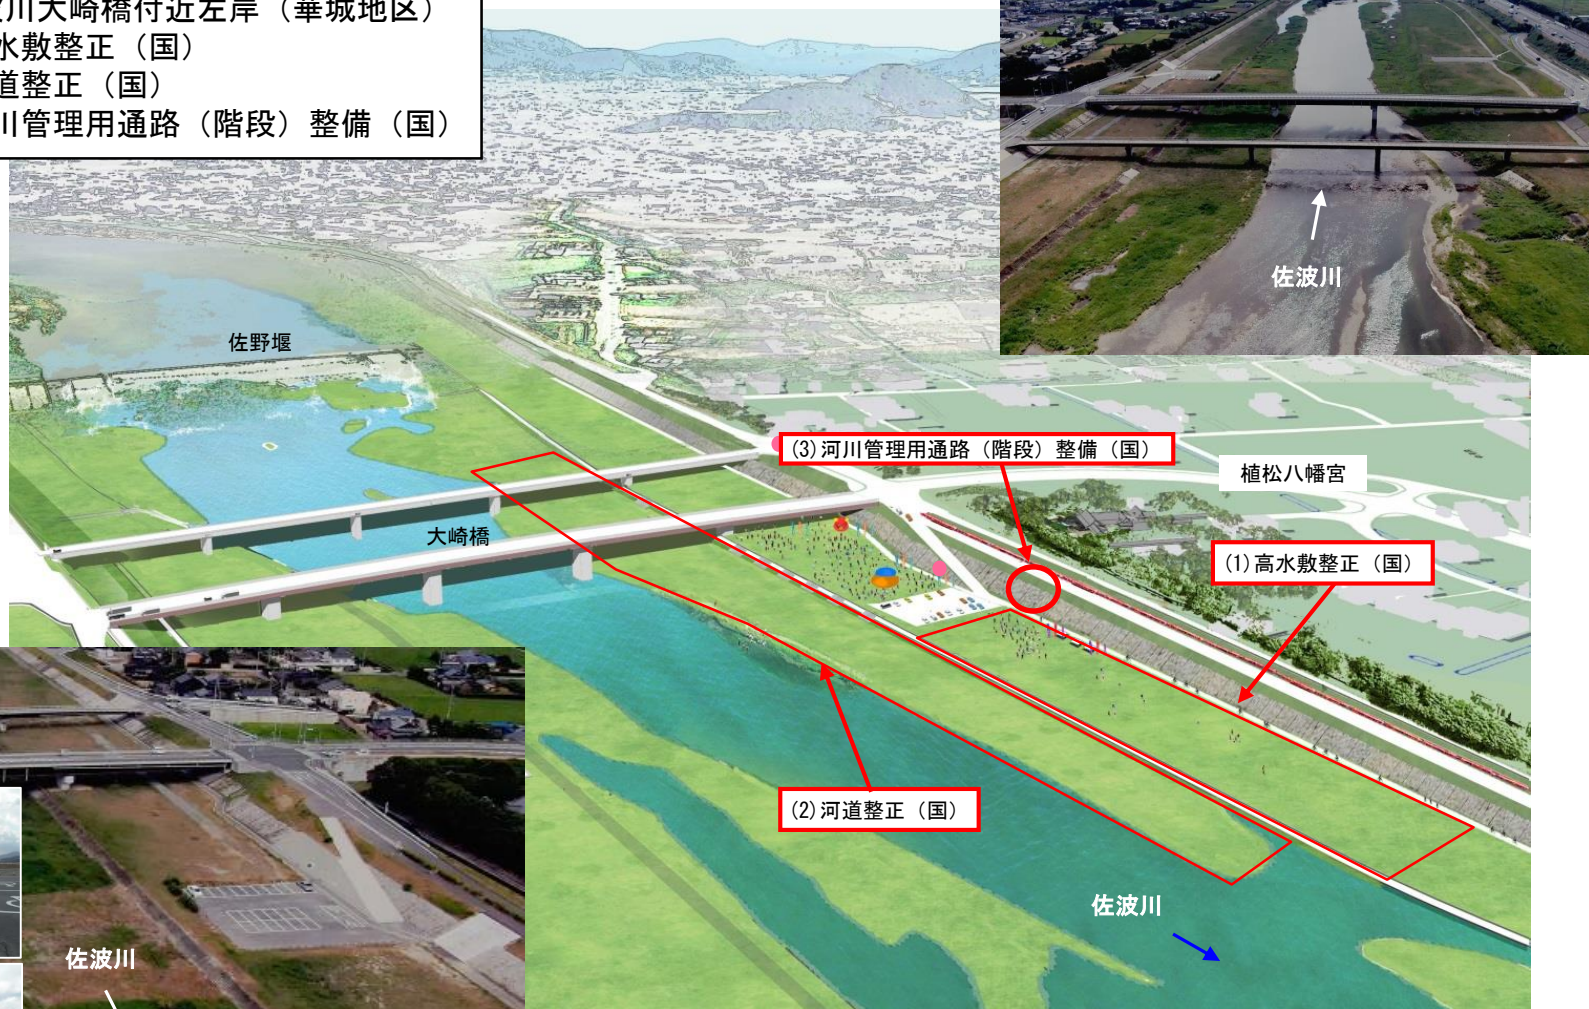 川大崎橋付近左岸（華城地区）
水敷整正（国）
道整正（国）
川管理用通路（階段）整備（国）
佐波川
佐野堰
(3)河川管理用通路（階段）整備（国）
植松八幡宮
大崎橋
(1)高水敷整正（国）
(2)河道整正（国）
佐波川
佐波川